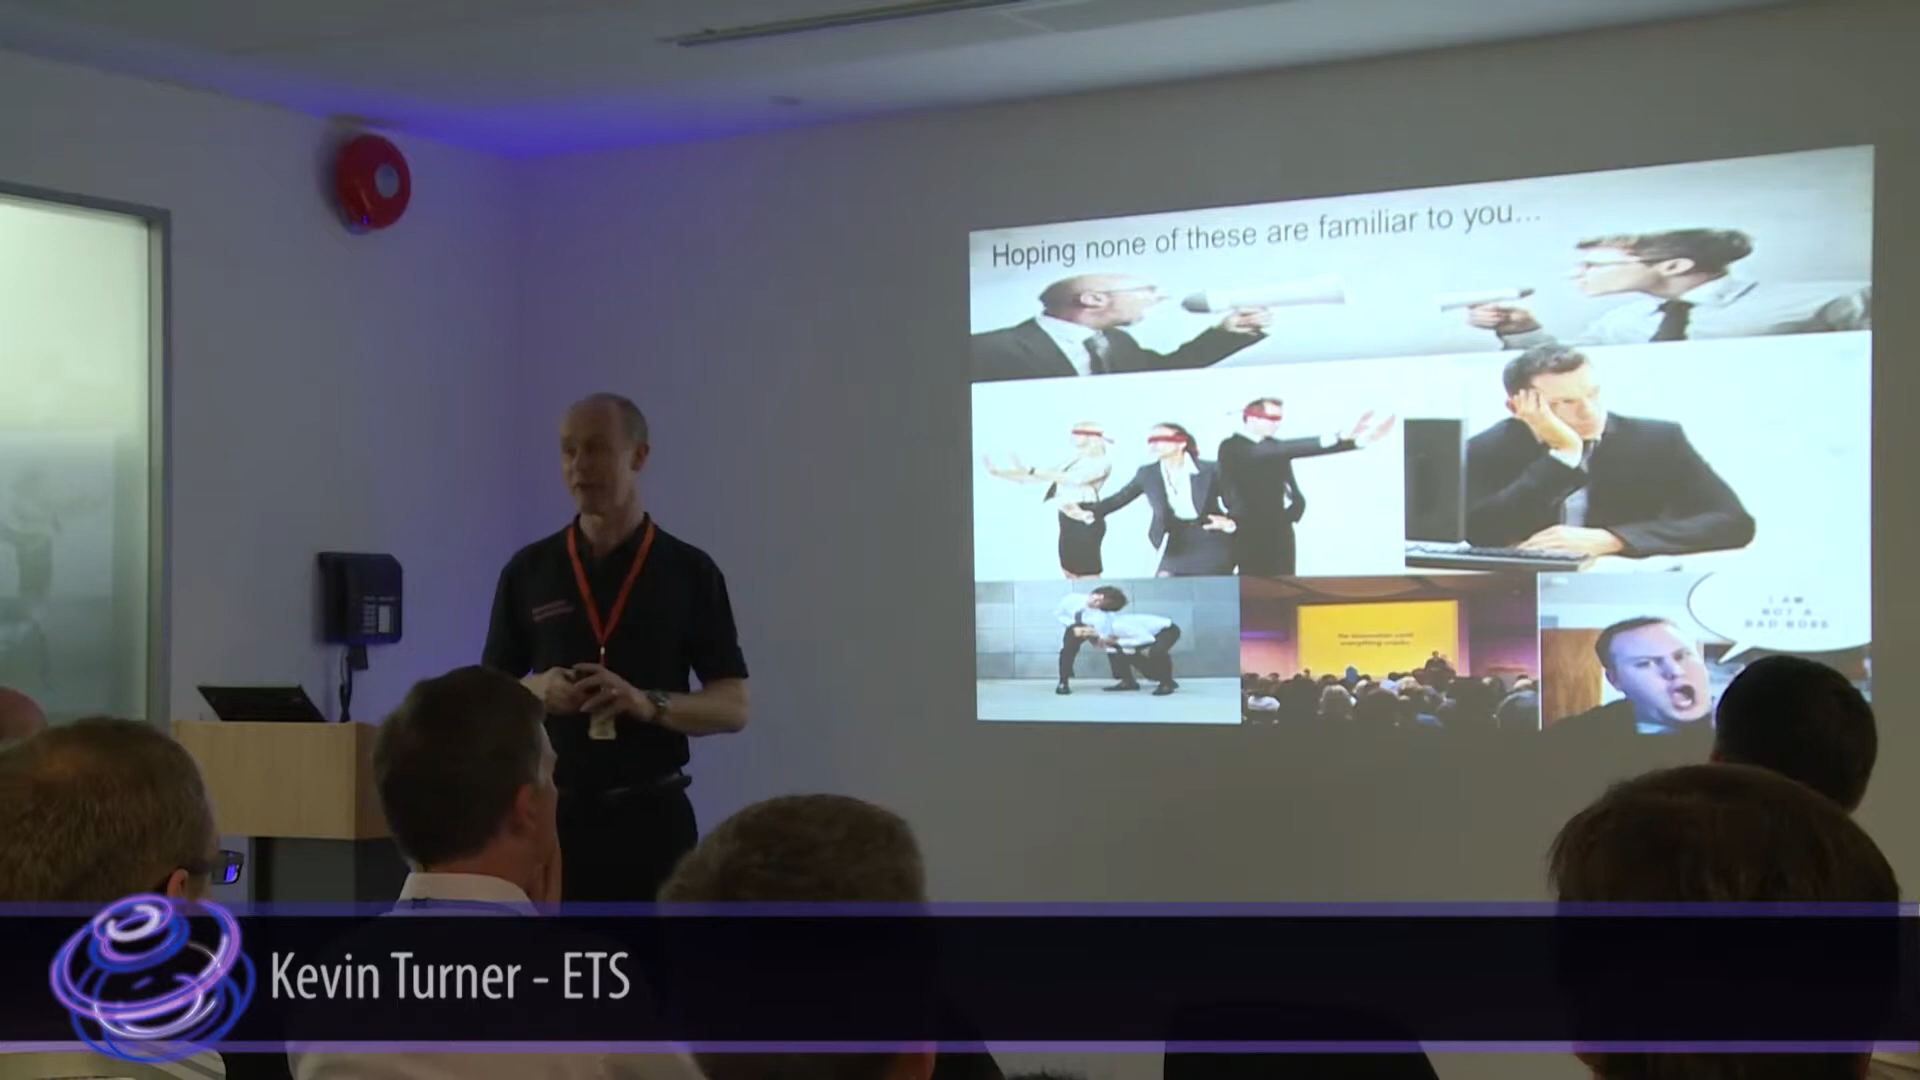 Hoping none of these are familiar to you...
I AM
NOT A
BAD BOSS
Kevin Turner - ETS